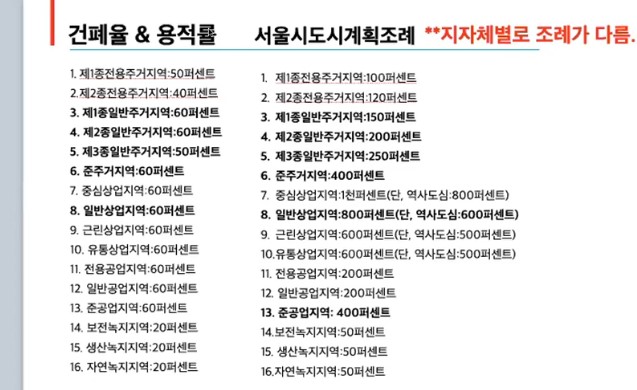 건폐율 & 용적률
서울시도시계획조례 **지자체별로 조례가 다름.
1. 제1종전용주거지역:50퍼센트
2.제2종전용주거지역:40퍼센트
3. 제1종일반주거지역:60퍼센트
4. 제2종일반주거지역:60퍼센트
5. 제3종일반주거지역:50퍼센트
6. 준주거지역:60퍼센트
7. 중심상업지역:60퍼센트
8. 일반상업지역:60퍼센트
9. 근린상업지역:60퍼센트
10. 유통상업지역:60퍼센트
11. 전용공업지역:60퍼센트
12. 일반공업지역:60퍼센트
13. 준공업지역:60퍼센트
14. 보전녹지지역:20퍼센트
15. 생산녹지지역:20퍼센트
16. 자연녹지지역:20퍼센트
1. 제1종전용주거지역:100퍼센트
2. 제2종전용주거지역:120퍼센트
3. 제1종일반주거지역:150퍼센트
4. 제2종일반주거지역:200퍼센트
5. 제3종일반주거지역:250퍼센트
6. 준주거지역:400퍼센트
7. 중심상업지역:1천퍼센트(단, 역사도심:800퍼센트)
8. 일반상업지역:800퍼센트(단, 역사도심:600퍼센트)
9. 근린상업지역:600퍼센트(단, 역사도심:500퍼센트)
10.유통상업지역:600퍼센트(단, 역사도심:500퍼센트)
11. 전용공업지역:200퍼센트
12. 일반공업지역:200퍼센트
13. 준공업지역: 400퍼센트
14.보전녹지지역:50퍼센트
15. 생산녹지지역:50퍼센트
16.자연녹지지역:50퍼센트